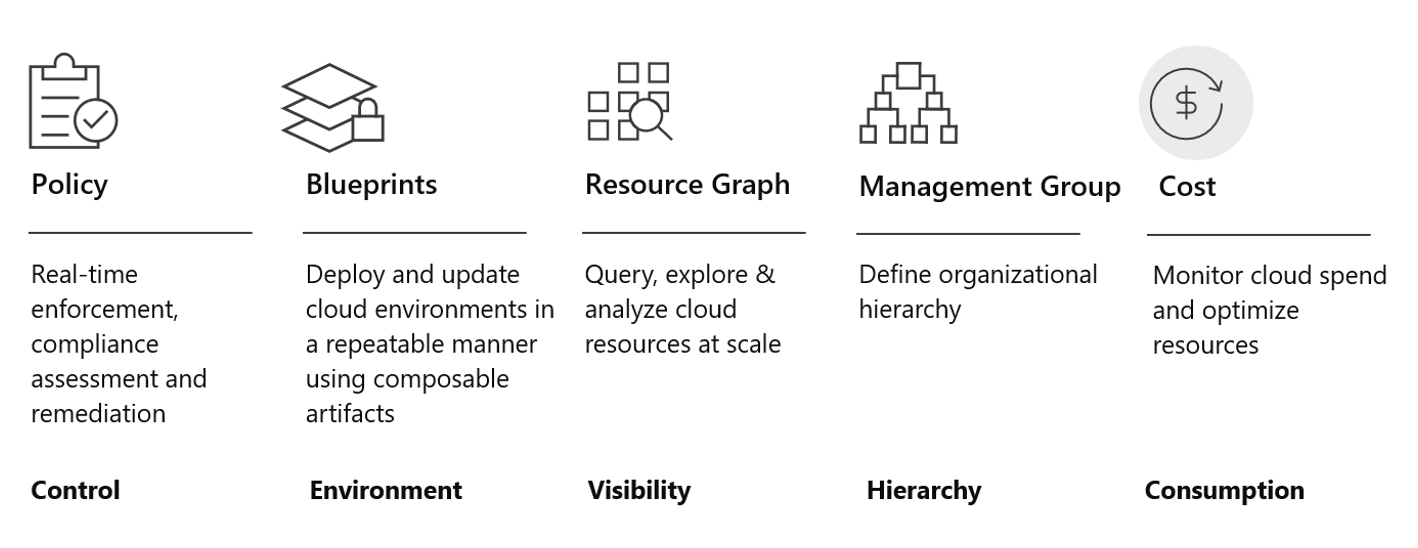 Policy
Real-time
enforcement,
compliance
assessment and
remediation
Control
Blueprints
Deploy and update
cloud environments in
a repeatable manner
using composable
artifacts
Environment
Resource Graph
Query, explore &
analyze cloud
resources at scale
Visibility
Management Group
Define organizational
hierarchy
Hierarchy
$
Cost
Monitor cloud spend
and optimize
resources
Consumption